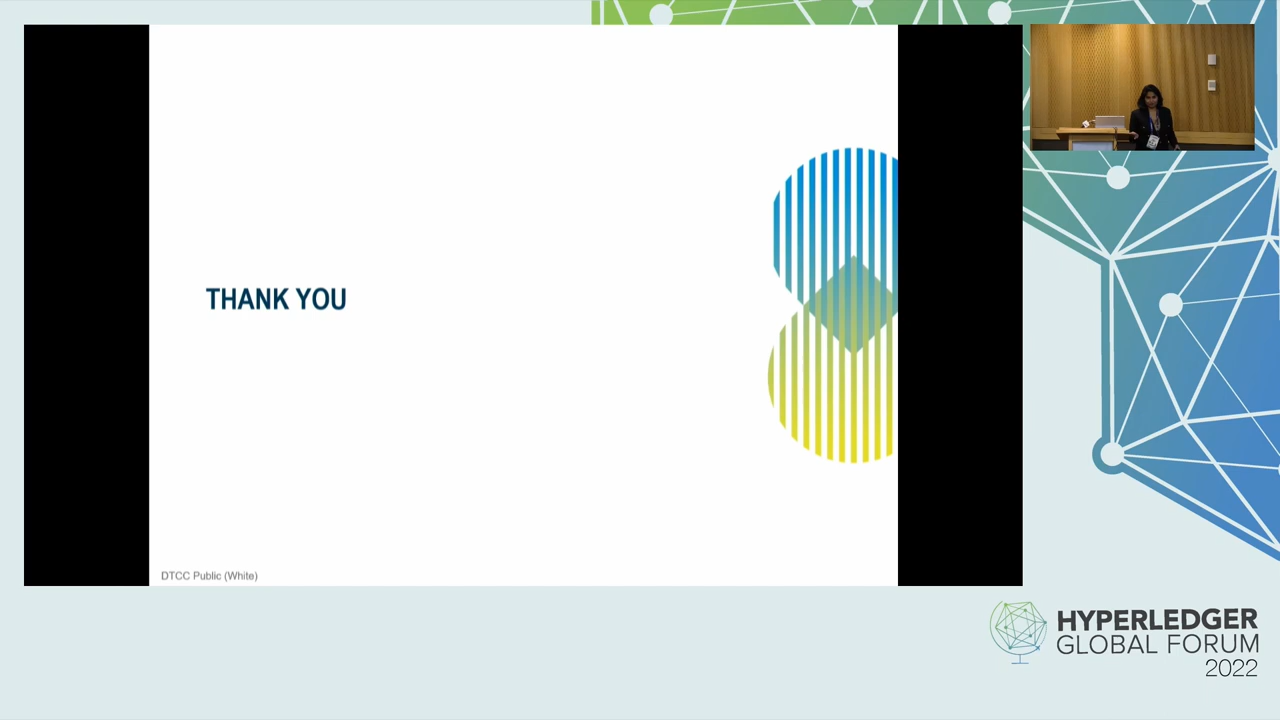 THANK YOU
DTCC Public (White)
HYPERLEDGER
GLOBAL FORUM
2022